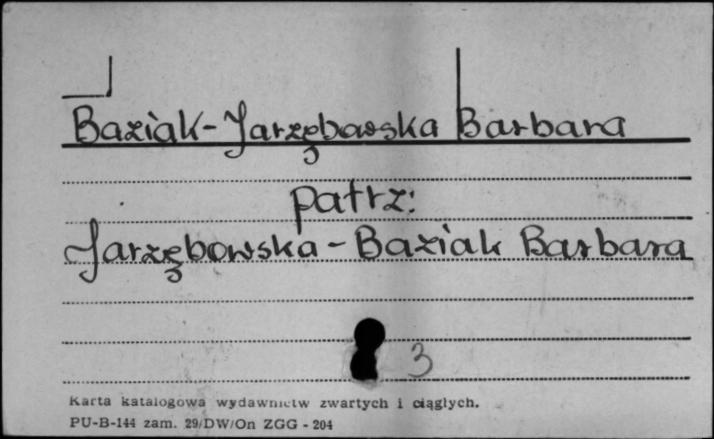 Baziak-Jarzębowska Barbara
patrz:
Jarzębowska-Baziak Barbara
3
Karta katalogowa wydawnictw zwartych i ciągłych.
PU-B-144 zam. 29/DW/On ZGG - 204